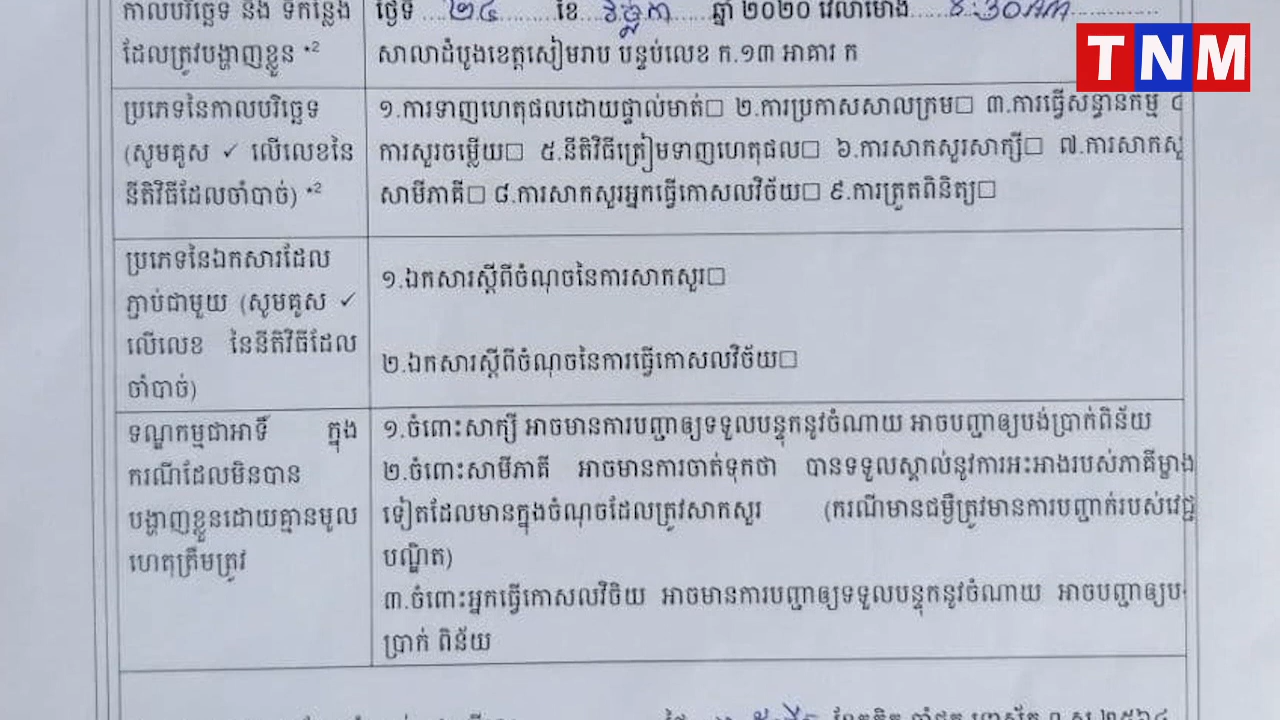 កាលបរិច្ឆេទ និង ទីកន្លែង
ដែលត្រូវបង្ហាញខ្លួន *2
ថ្ងៃទី ២៤ ខែ វិច្ឆិកា ឆ្នាំ ២០២០ វេលាម៉ោង 8:30AM
សាលាដំបូងខេត្តសៀមរាប បន្ទប់លេខ ក.១៣ អាគារ ក
TNM
ប្រភេទនៃកាលបរិច្ឆេទ
(សូមគូស ✓ លើលេខនៃ
នីតិវិធីដែលចាំបាច់) *2
១.ការទាញហេតុផលដោយផ្ទាល់មាត់□ ២.ការប្រកាសសាលក្រម□ ៣.ការធ្វើសន្ធានកម្ម ៤
ការសួរចម្លើយ□ ៥.នីតិវិធីត្រៀមទាញហេតុផល□ ៦.ការសាកសួរសាក្សី□ ៧.ការសាកសួ
សាមីភាគី□ ៨.ការសាកសួរអ្នកធ្វើកោសលវិច័យ□ ៩.ការត្រួតពិនិត្យ□
ប្រភេទនៃឯកសារដែល
ភ្ជាប់ជាមួយ (សូមគូស ✓
លើលេខ នៃនីតិវិធីដែល
ចាំបាច់)
១.ឯកសារស្តីពីចំណុចនៃការសាកសួរ□
២.ឯកសារស្តីពីចំណុចនៃការធ្វើកោសលវិច័យ□
ទណ្ឌកម្មជាអាទិ៍ ក្នុង
ករណីដែលមិនបាន
បង្ហាញខ្លួនដោយគ្មានមូល
ហេតុត្រឹមត្រូវ
១.ចំពោះសាក្សី អាចមានការបញ្ជាឲ្យទទួលបន្ទុកនូវចំណាយ អាចបញ្ជាឲ្យបង់ប្រាក់ពិន័យ
២.ចំពោះសាមីភាគី អាចមានការចាត់ទុកថា បានទទួលស្គាល់នូវការអះអាងរបស់ភាគីម្ខាង
ទៀតដែលមានក្នុងចំណុចដែលត្រូវសាកសួរ (ករណីមានជម្ងឺត្រូវមានការបញ្ជាក់របស់វេជ្ជ
បណ្ឌិត)
៣.ចំពោះអ្នកធ្វើកោសលវិច័យ អាចមានការបញ្ជាឲ្យទទួលបន្ទុកនូវចំណាយ អាចបញ្ជាឲ្យប
ប្រាក់ ពិន័យ